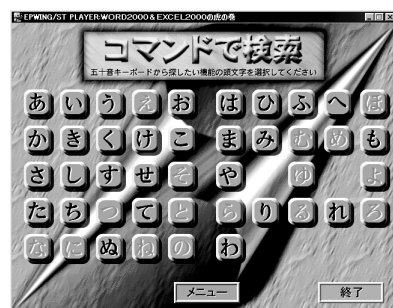 EPWING/ST PLAYER:WORD2000＆EXCEL2000の虎の巻
コマンドで検索
五十音キーボードから探したい機能の頭文字を選択してください
あ い う え お は ひ ふ へ ほ
か き く け こ ま み む め も
さ し す せ そ や ゆ よ
た ち つ て と ら り る れ ろ
な に ぬ ね の わ
メニュー 終了